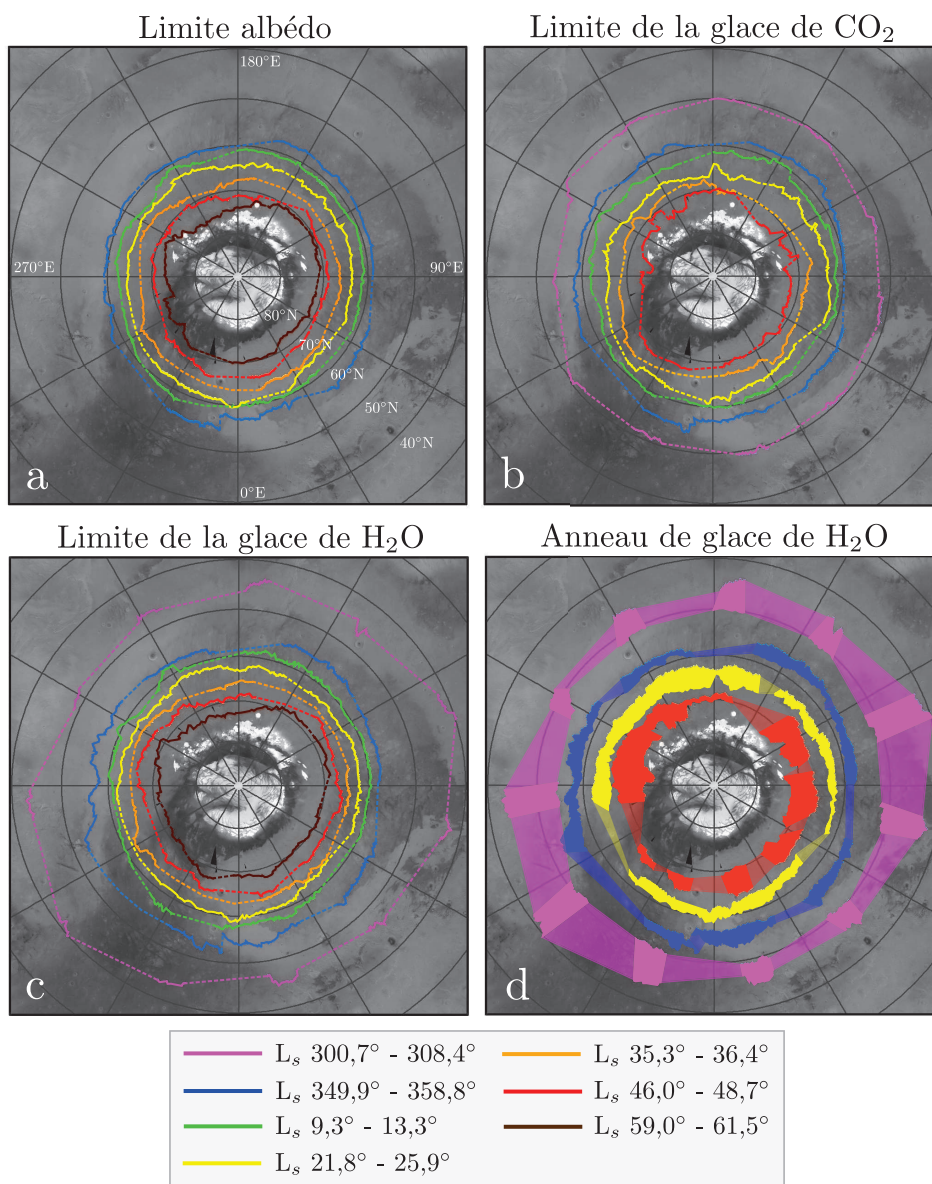 Limite albédo
Limite de la glace de CO₂
180°E
270°E
90°E
80°N
70°N
60°N
50°N
40°N
0°E
a
b
Limite de la glace de H₂O
Anneau de glace de H₂O
c
d
Lₛ 300,7° - 308,4°
Lₛ 35,3° - 36,4°
Lₛ 349,9° - 358,8°
Lₛ 46,0° - 48,7°
Lₛ 9,3° - 13,3°
Lₛ 59,0° - 61,5°
Lₛ 21,8° - 25,9°